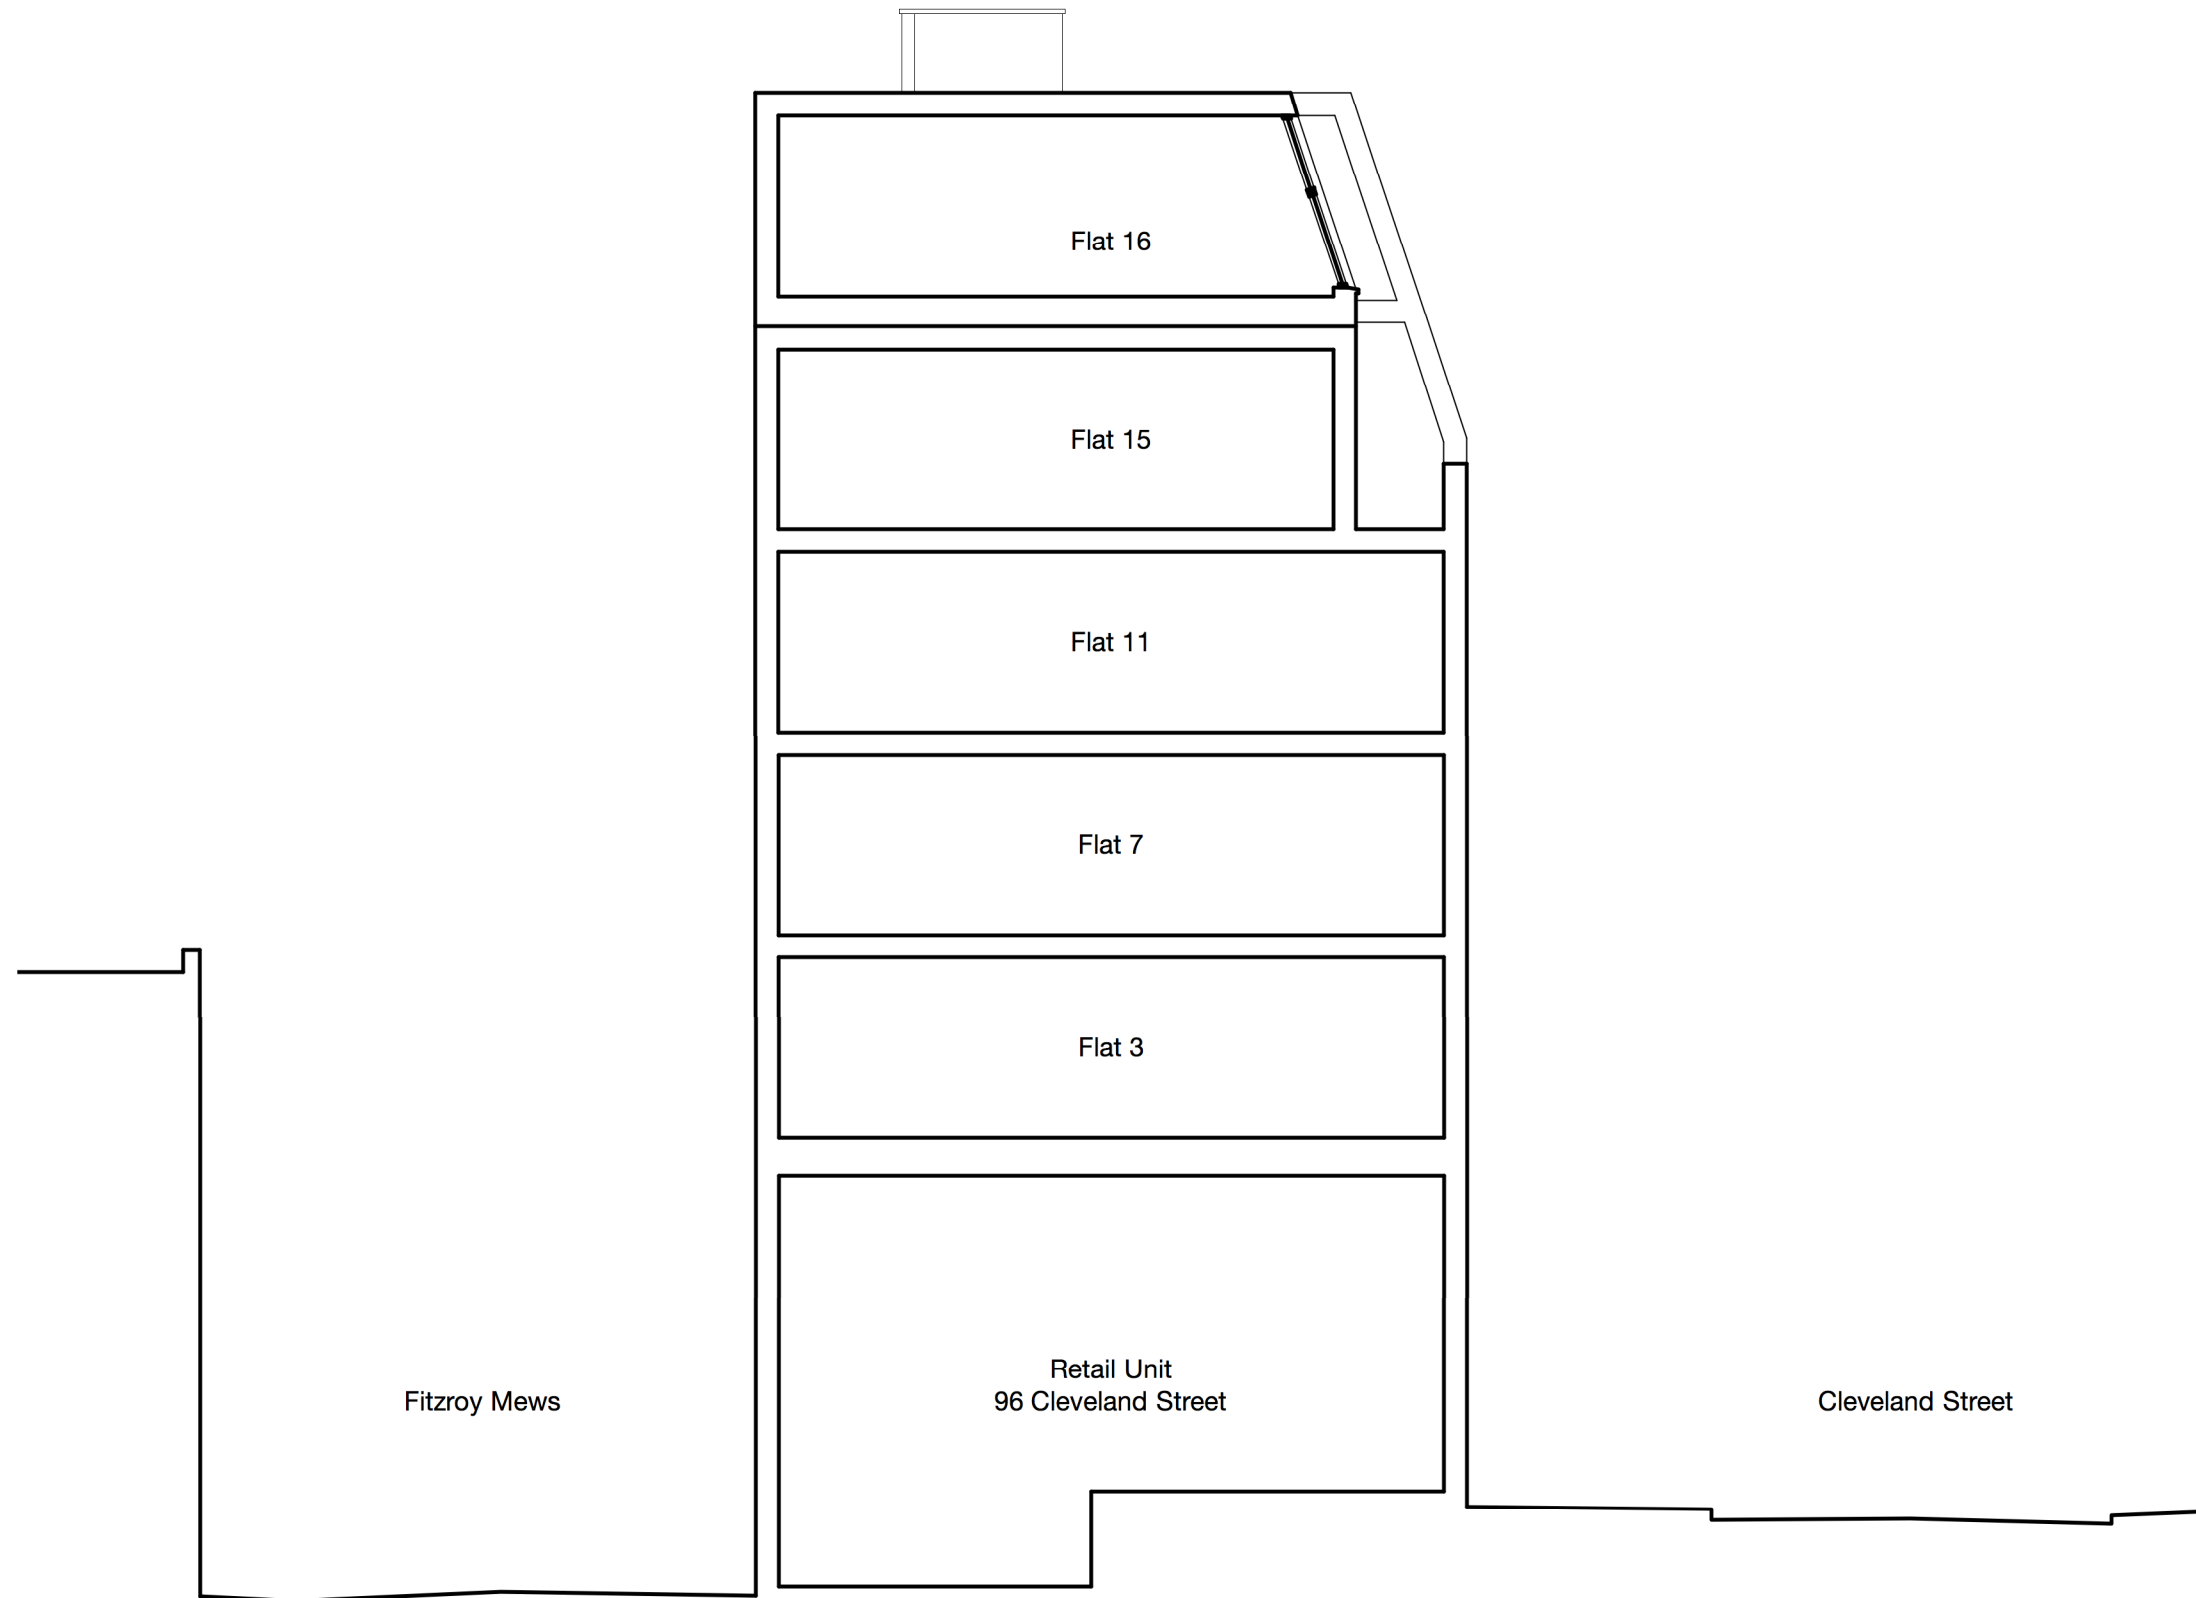 Flat 16
Flat 15
Flat 11
Flat 7
Flat 3
Retail Unit
96 Cleveland Street
Fitzroy Mews
Cleveland Street